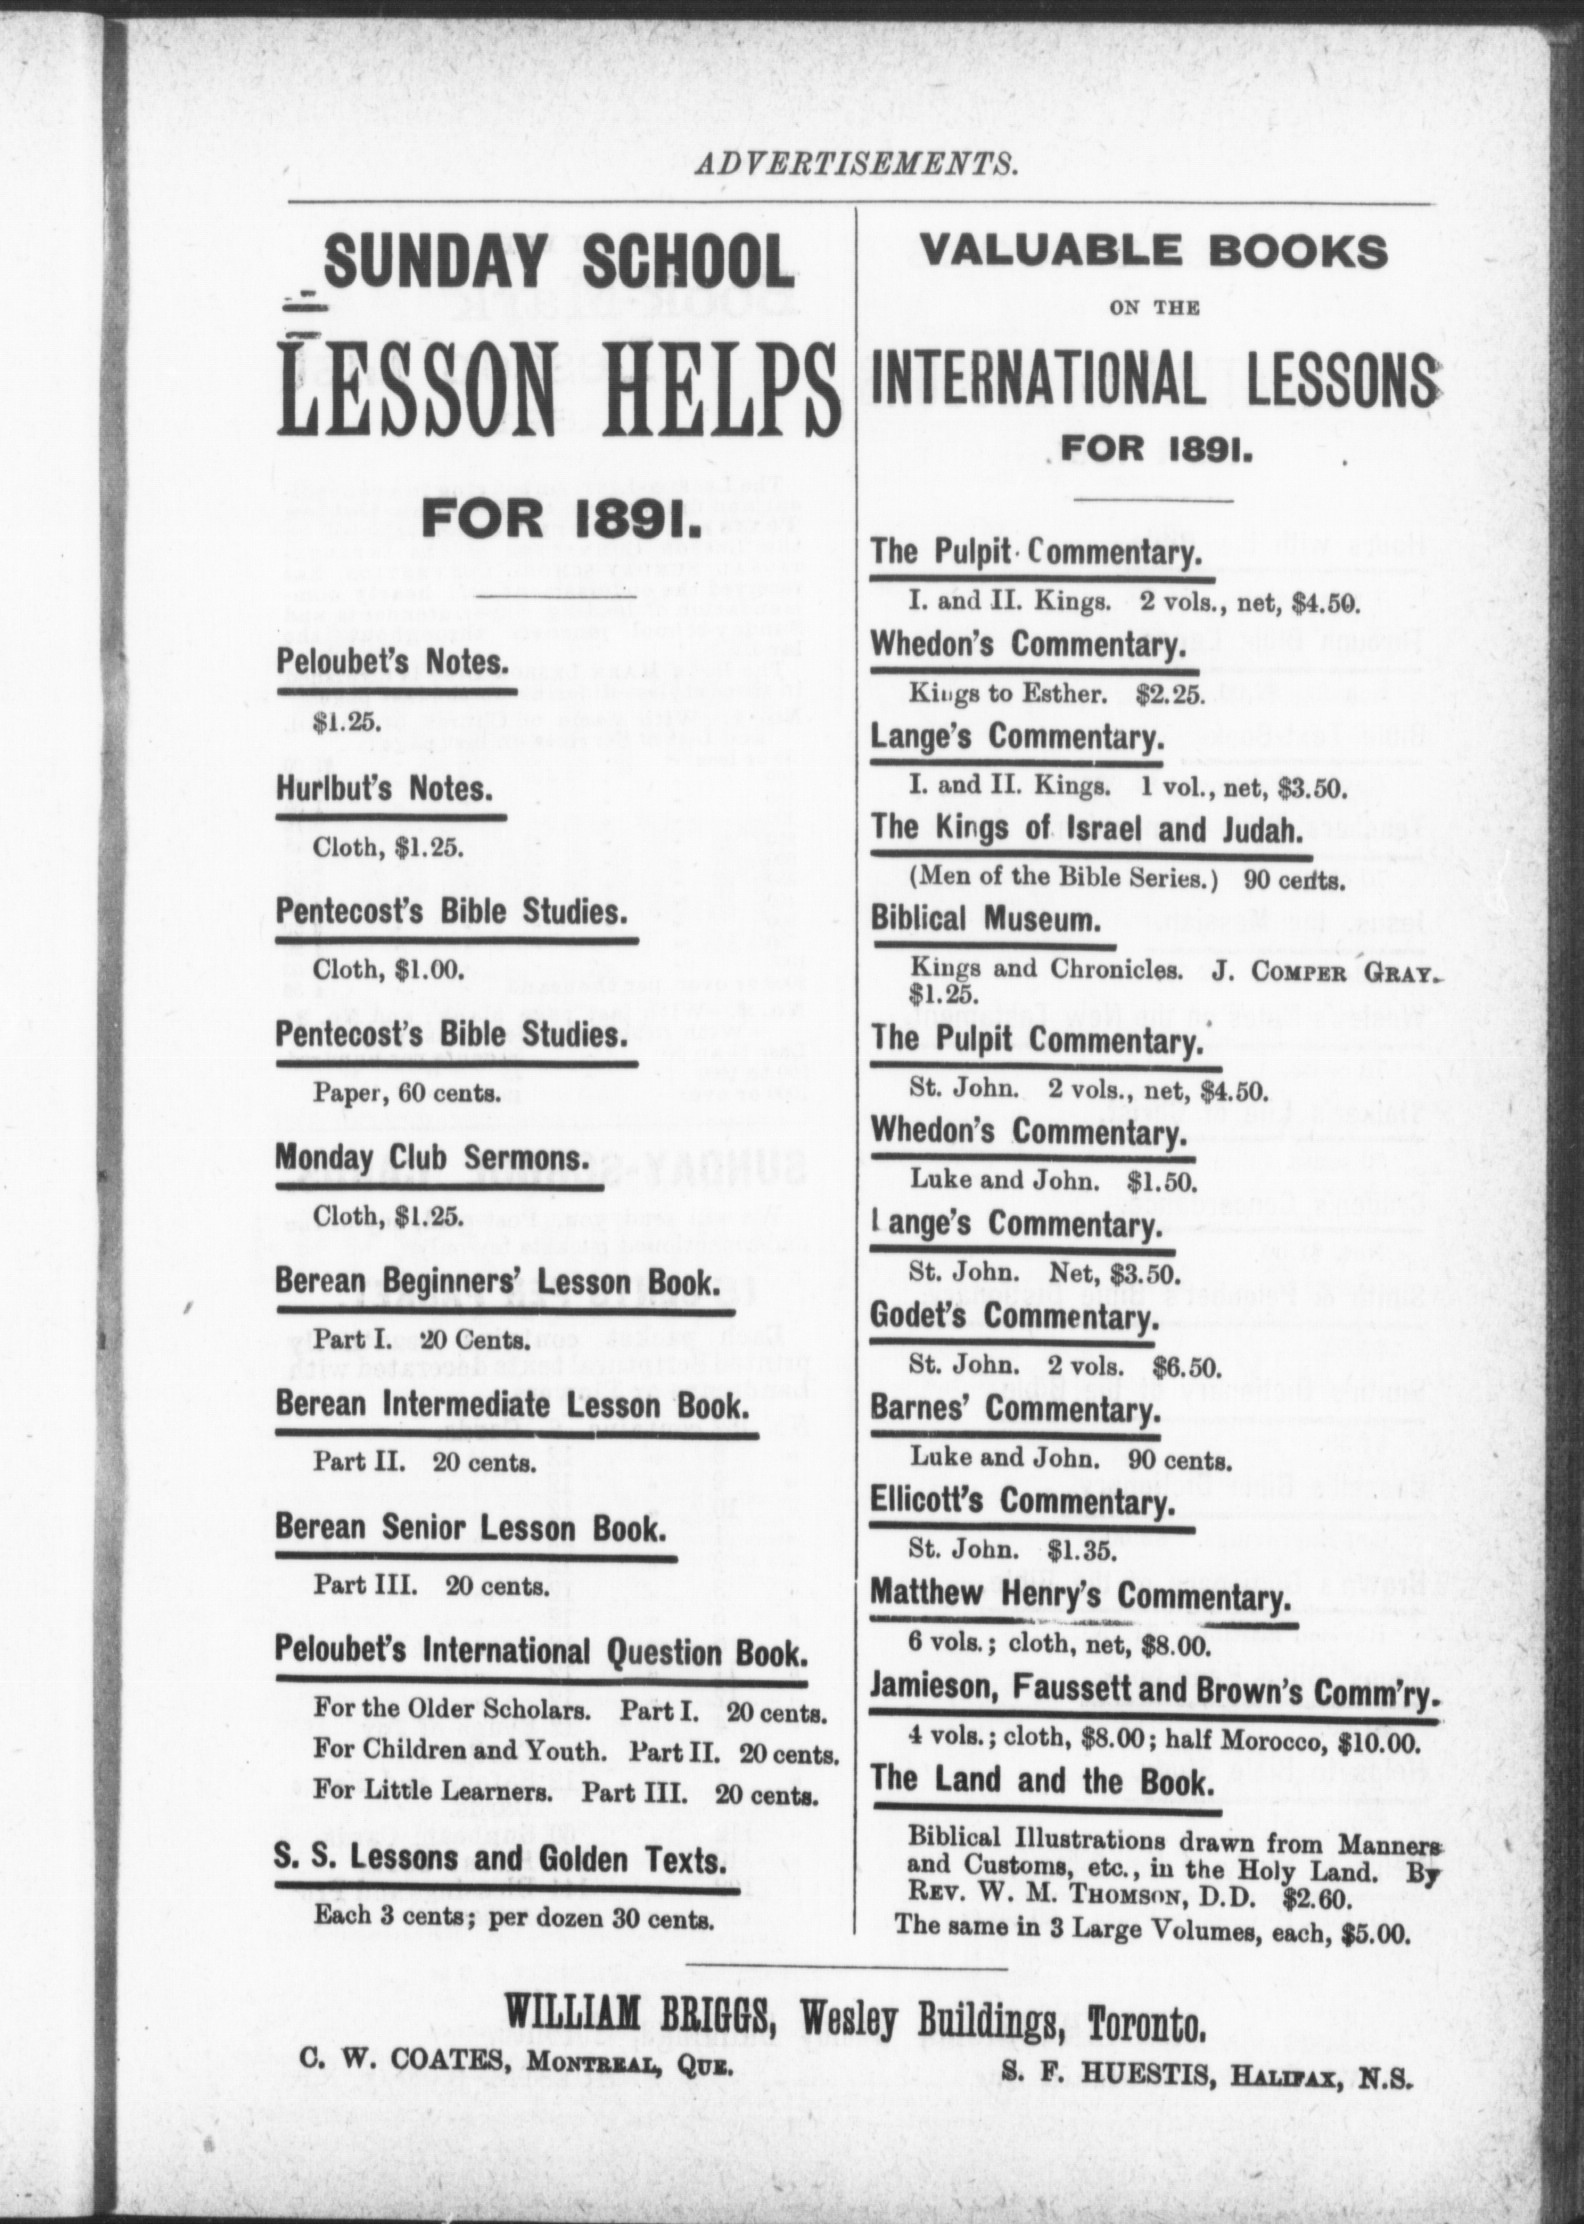 ADVERTISEMENTS.
SUNDAY SCHOOL
LESSON HELPS
FOR 1891.
Peloubet's Notes.
$1.25.
Hurlbut's Notes.
Cloth, $1.25.
Pentecost's Bible Studies.
Cloth, $1.00.
Pentecost's Bible Studies.
Paper, 60 cents.
Monday Club Sermons.
Cloth, $1.25.
Berean Beginners' Lesson Book.
Part I. 20 Cents.
Berean Intermediate Lesson Book.
Part II. 20 cents.
Berean Senior Lesson Book.
Part III. 20 cents.
Peloubet's International Question Book.
For the Older Scholars. Part I. 20 cents.
For Children and Youth. Part II. 20 cents.
For Little Learners. Part III. 20 cents.
S. S. Lessons and Golden Texts.
Each 3 cents; per dozen 30 cents.
VALUABLE BOOKS
ON THE
INTERNATIONAL LESSONS
FOR 1891.
The Pulpit Commentary.
I. and II. Kings. 2 vols., net, $4.50.
Whedon's Commentary.
Kings to Esther. $2.25.
Lange's Commentary.
I. and II. Kings. 1 vol., net, $3.50.
The Kings of Israel and Judah.
(Men of the Bible Series.) 90 cents.
Biblical Museum.
Kings and Chronicles. J. COMPER GRAY.
$1.25.
The Pulpit Commentary.
St. John. 2 vols., net, $4.50.
Whedon's Commentary.
Luke and John. $1.50.
Lange's Commentary.
St. John. Net, $3.50.
Godet's Commentary.
St. John. 2 vols. $6.50.
Barnes' Commentary.
Luke and John. 90 cents.
Ellicott's Commentary.
St. John. $1.35.
Matthew Henry's Commentary.
6 vols.; cloth, net, $8.00.
Jamieson, Faussett and Brown's Comm'ry.
4 vols.; cloth, $8.00; half Morocco, $10.00.
The Land and the Book.
Biblical Illustrations drawn from Manners
and Customs, etc., in the Holy Land. By
REV. W. M. THOMSON, D.D. $2.60.
The same in 3 Large Volumes, each, $5.00.
WILLIAM BRIGGS, Wesley Buildings, Toronto.
C. W. COATES, MONTREAL, QUE.
S. F. HUESTIS, HALIFAX, N.S.